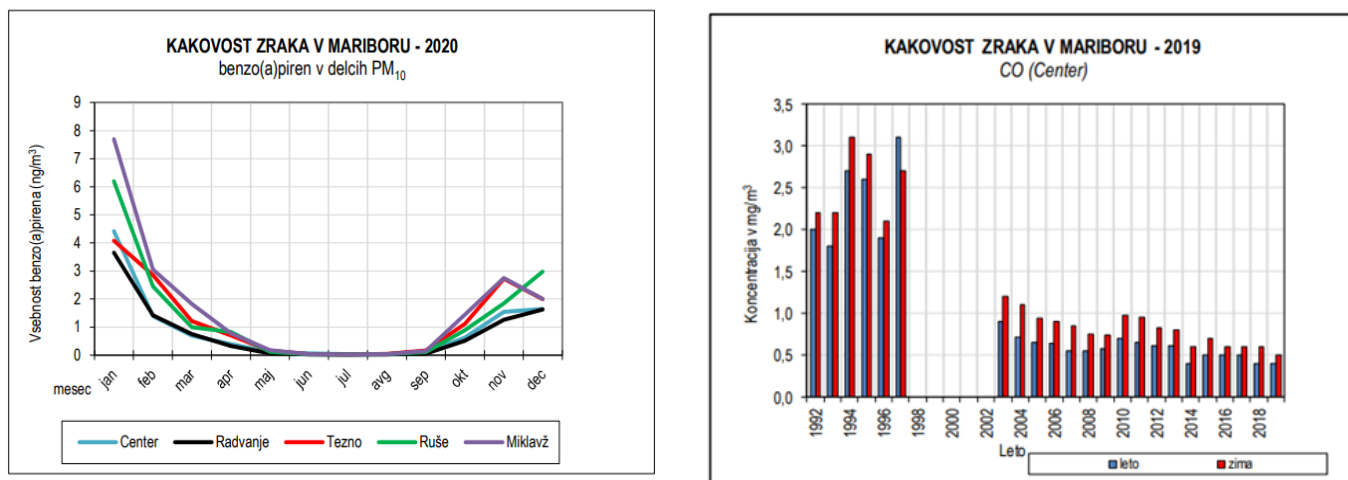 KAKOVOST ZRAKA V MARIBORU - 2020
benzo(a)piren v delcih PM10
Vsebnost benzo(a)pirena (ng/m³)
9
8
7
6
5
4
3
2
1
0
mesec
jan
feb
mar
apr
maj
jun
jul
avg
sep
okt
nov
dec
Center
Radvanje
Tezno
Ruše
Miklavž
KAKOVOST ZRAKA V MARIBORU - 2019
CO (Center)
Koncentracija v mg/m³
3,5
3,0
2,5
2,0
1,5
1,0
0,5
0,0
1992
1994
1996
1998
2000
2002
2004
2006
2008
2010
2012
2014
2016
2018
Leto
leto
zima